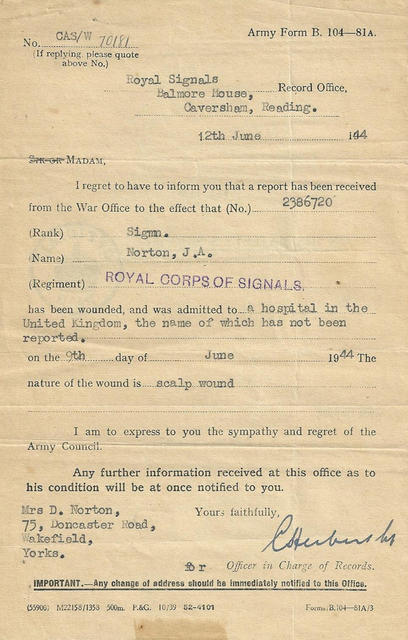 Army Form B. 104—81A.
No. CAS/W 70181
(If replying, please quote
above No.)
Royal Signals
Balmore House, Record Office,
Caversham, Reading.
12th June 1944
SIR OR MADAM,
I regret to have to inform you that a report has been received
from the War Office to the effect that (No.) 2386720
(Rank) Sigmn.
(Name) Norton, J.A.
(Regiment) ROYAL CORPS OF SIGNALS.
has been wounded, and was admitted to a hospital in the
United Kingdom, the name of which has not been
reported.
on the 9th day of June 1944 The
nature of the wound is scalp wound
I am to express to you the sympathy and regret of the
Army Council.
Any further information received at this office as to
his condition will be at once notified to you.
Mrs D. Norton, Yours faithfully,
75, Doncaster Road,
Wakefield,
Yorks.
for Officer in Charge of Records.
IMPORTANT.—Any change of address should be immediately notified to this Office.
(55906) M22158/1358 500m. P.&G. 10/39 52-4101 Forms/B.104—81A/3